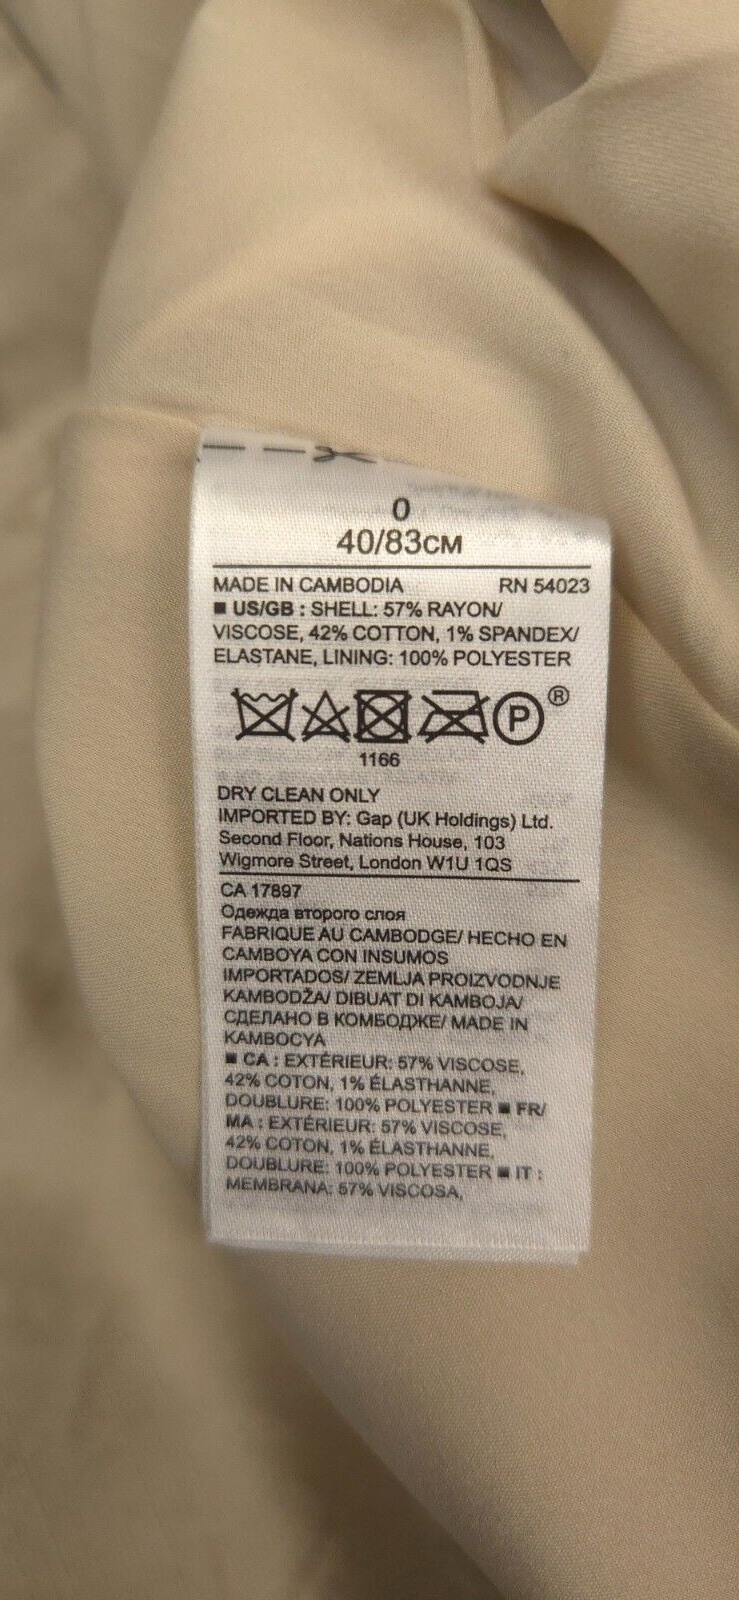 0
40/83CM
MADE IN CAMBODIA RN 54023
■ US/GB : SHELL: 57% RAYON/
VISCOSE, 42% COTTON, 1% SPANDEX/
ELASTANE, LINING: 100% POLYESTER
P ®
1166
DRY CLEAN ONLY
IMPORTED BY: Gap (UK Holdings) Ltd.
Second Floor, Nations House, 103
Wigmore Street, London W1U 1QS
CA 17897
Одежда второго слоя
FABRIQUE AU CAMBODGE/ HECHO EN
CAMBOYA CON INSUMOS
IMPORTADOS/ ZEMLJA PROIZVODNJE
KAMBODŽA/ DIBUAT DI KAMBOJA/
СДЕЛАНО В КОМБОДЖЕ/ MADE IN
KAMBOCYA
■ CA : EXTÉRIEUR: 57% VISCOSE,
42% COTON, 1% ÉLASTHANNE,
DOUBLURE: 100% POLYESTER ■ FR/
MA : EXTÉRIEUR: 57% VISCOSE,
42% COTON, 1% ÉLASTHANNE,
DOUBLURE: 100% POLYESTER ■ IT :
MEMBRANA: 57% VISCOSA,